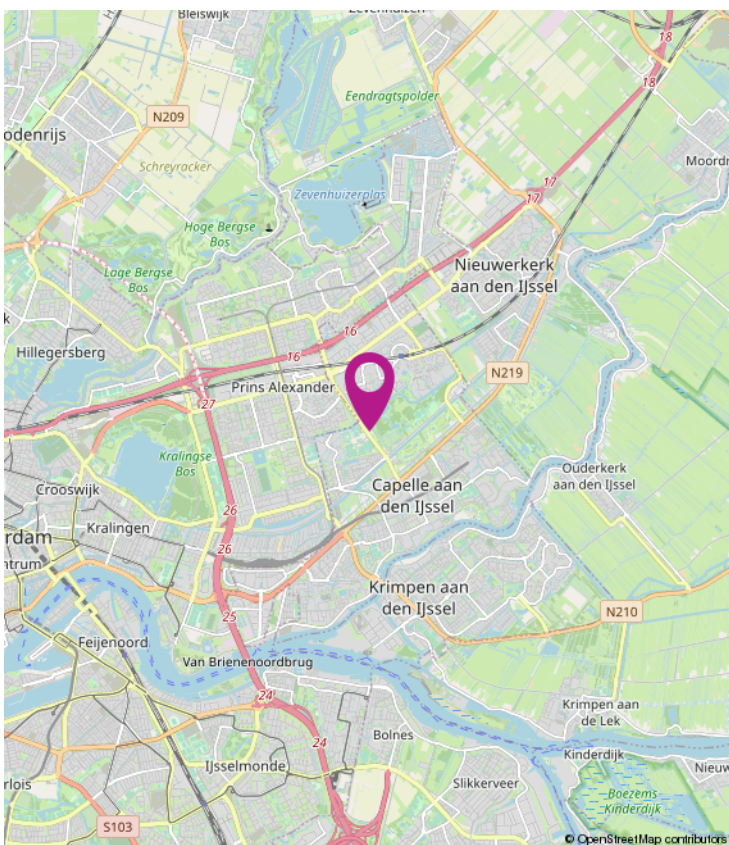 Bleiswijk
Zevenhuizen
18
18
Eendragtspolder
N209
odenrijs
Moordr
Schreyracker
17
17
Zevenhuizerplas
Hoge Bergse
Bos
Nieuwerkerk
aan den IJssel
Lage Bergse
Bos
k
16
16
Hillegersberg
N219
Prins Alexander
27
Kralingse
Bos
Ouderkerk
aan den IJssel
Capelle aan
den IJssel
Crooswijk
26
Kralingen
rdam
26
ntrum
Krimpen aan
den IJssel
25
N210
Feijenoord
Van Brienenoordbrug
24
Krimpen aan
de Lek
24
Bolnes
Kinderdijk
IJsselmonde
Nieuw
Slikkerveer
rlois
Boezems
Kinderdijk
S103
© OpenStreetMap contributors